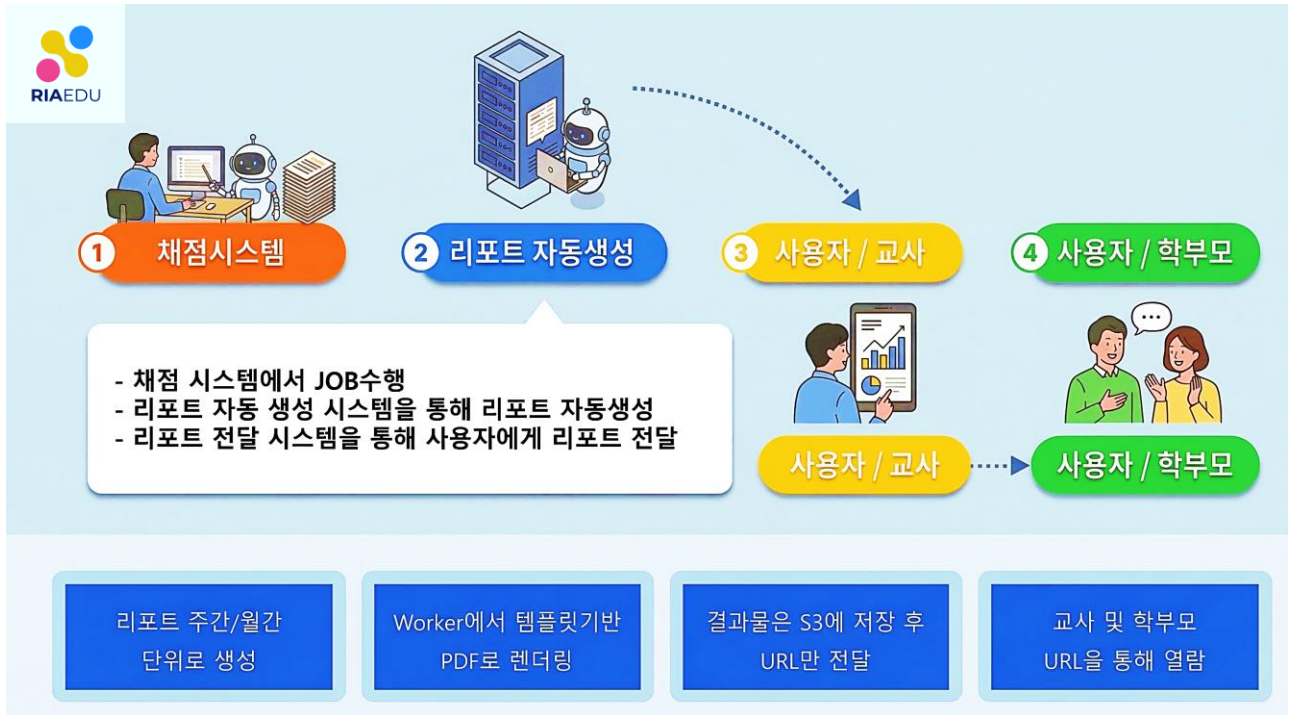 RIAEDU
1 채점시스템
2 리포트 자동생성
3 사용자 / 교사
4 사용자 / 학부모
- 채점 시스템에서 JOB수행
- 리포트 자동 생성 시스템을 통해 리포트 자동생성
- 리포트 전달 시스템을 통해 사용자에게 리포트 전달
사용자 / 교사
사용자 / 학부모
리포트 주간/월간
단위로 생성
Worker에서 템플릿기반
PDF로 렌더링
결과물은 S3에 저장 후
URL만 전달
교사 및 학부모
URL을 통해 열람